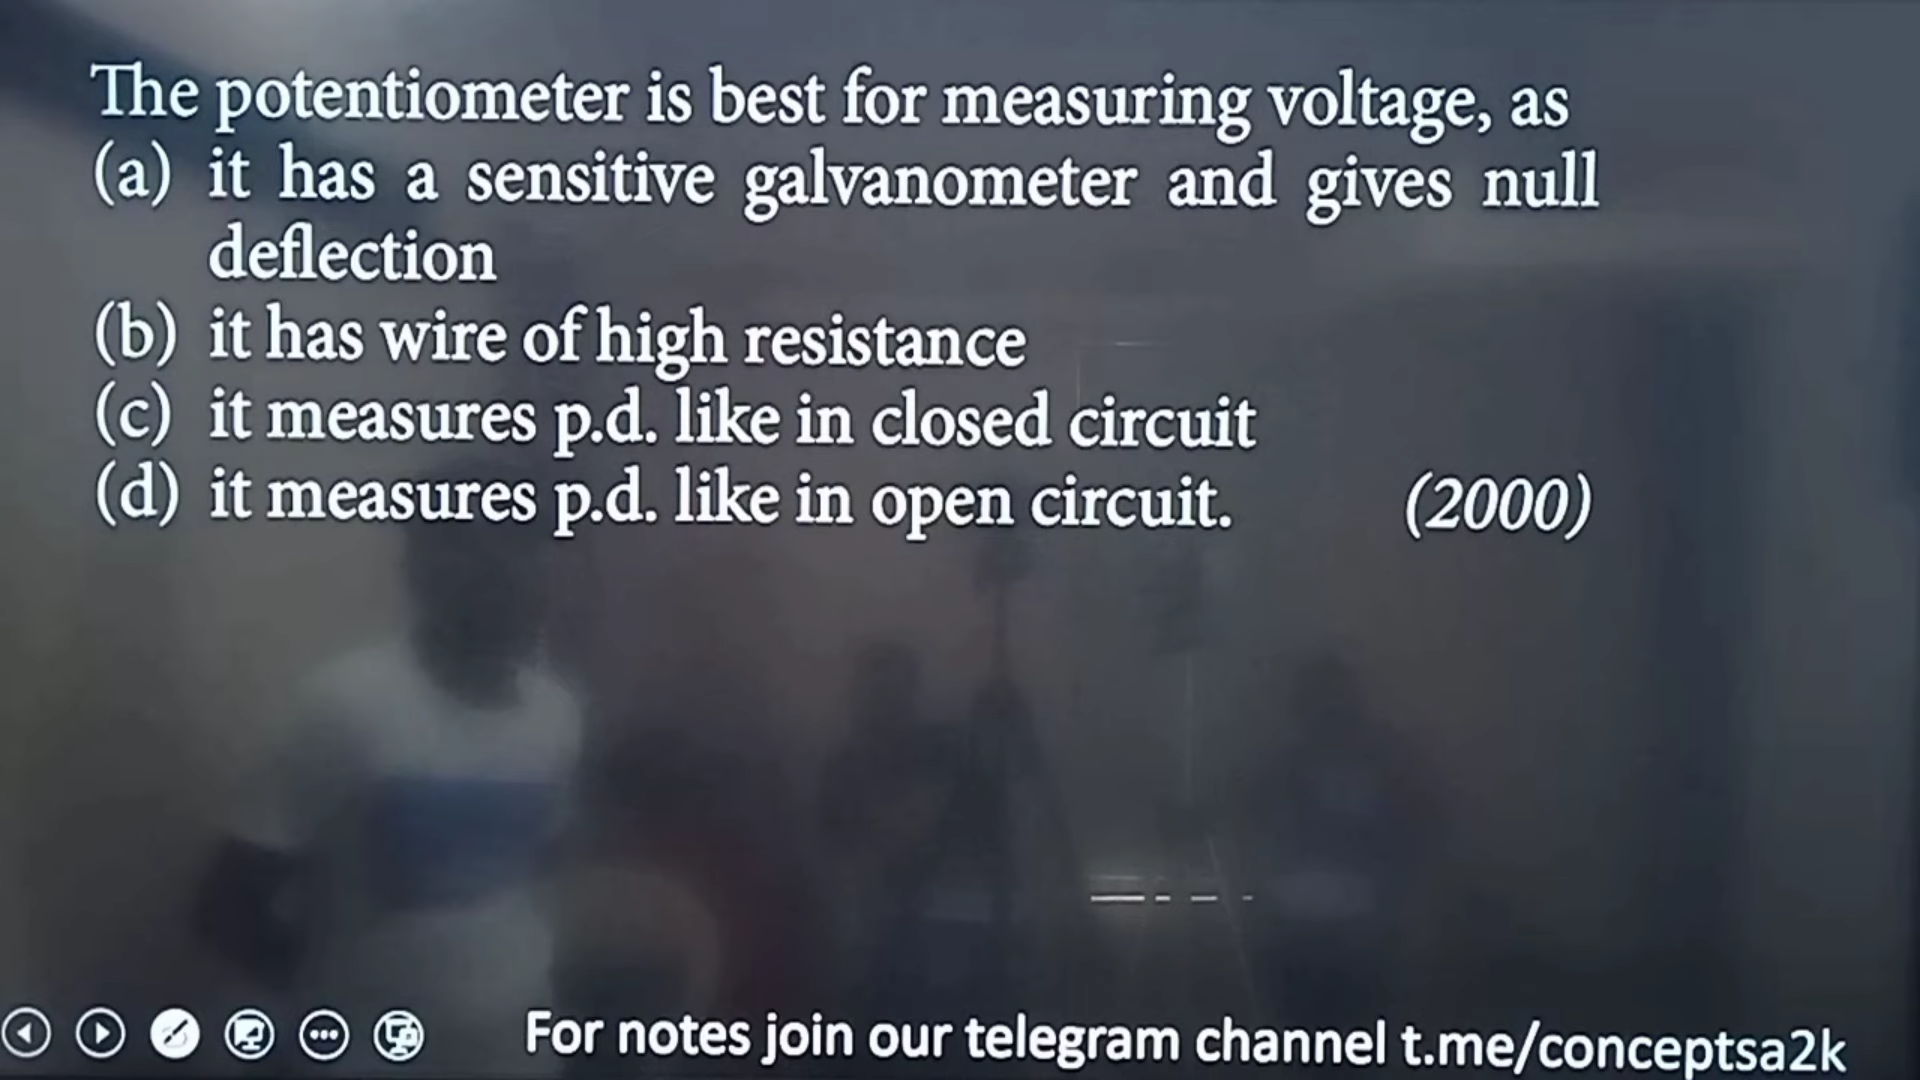 The potentiometer is best for measuring voltage, as
(a) it has a sensitive galvanometer and gives null
deflection
(b) it has wire of high resistance
(c) it measures p.d. like in closed circuit
(d) it measures p.d. like in open circuit. (2000)
For notes join our telegram channel t.me/conceptsa2k